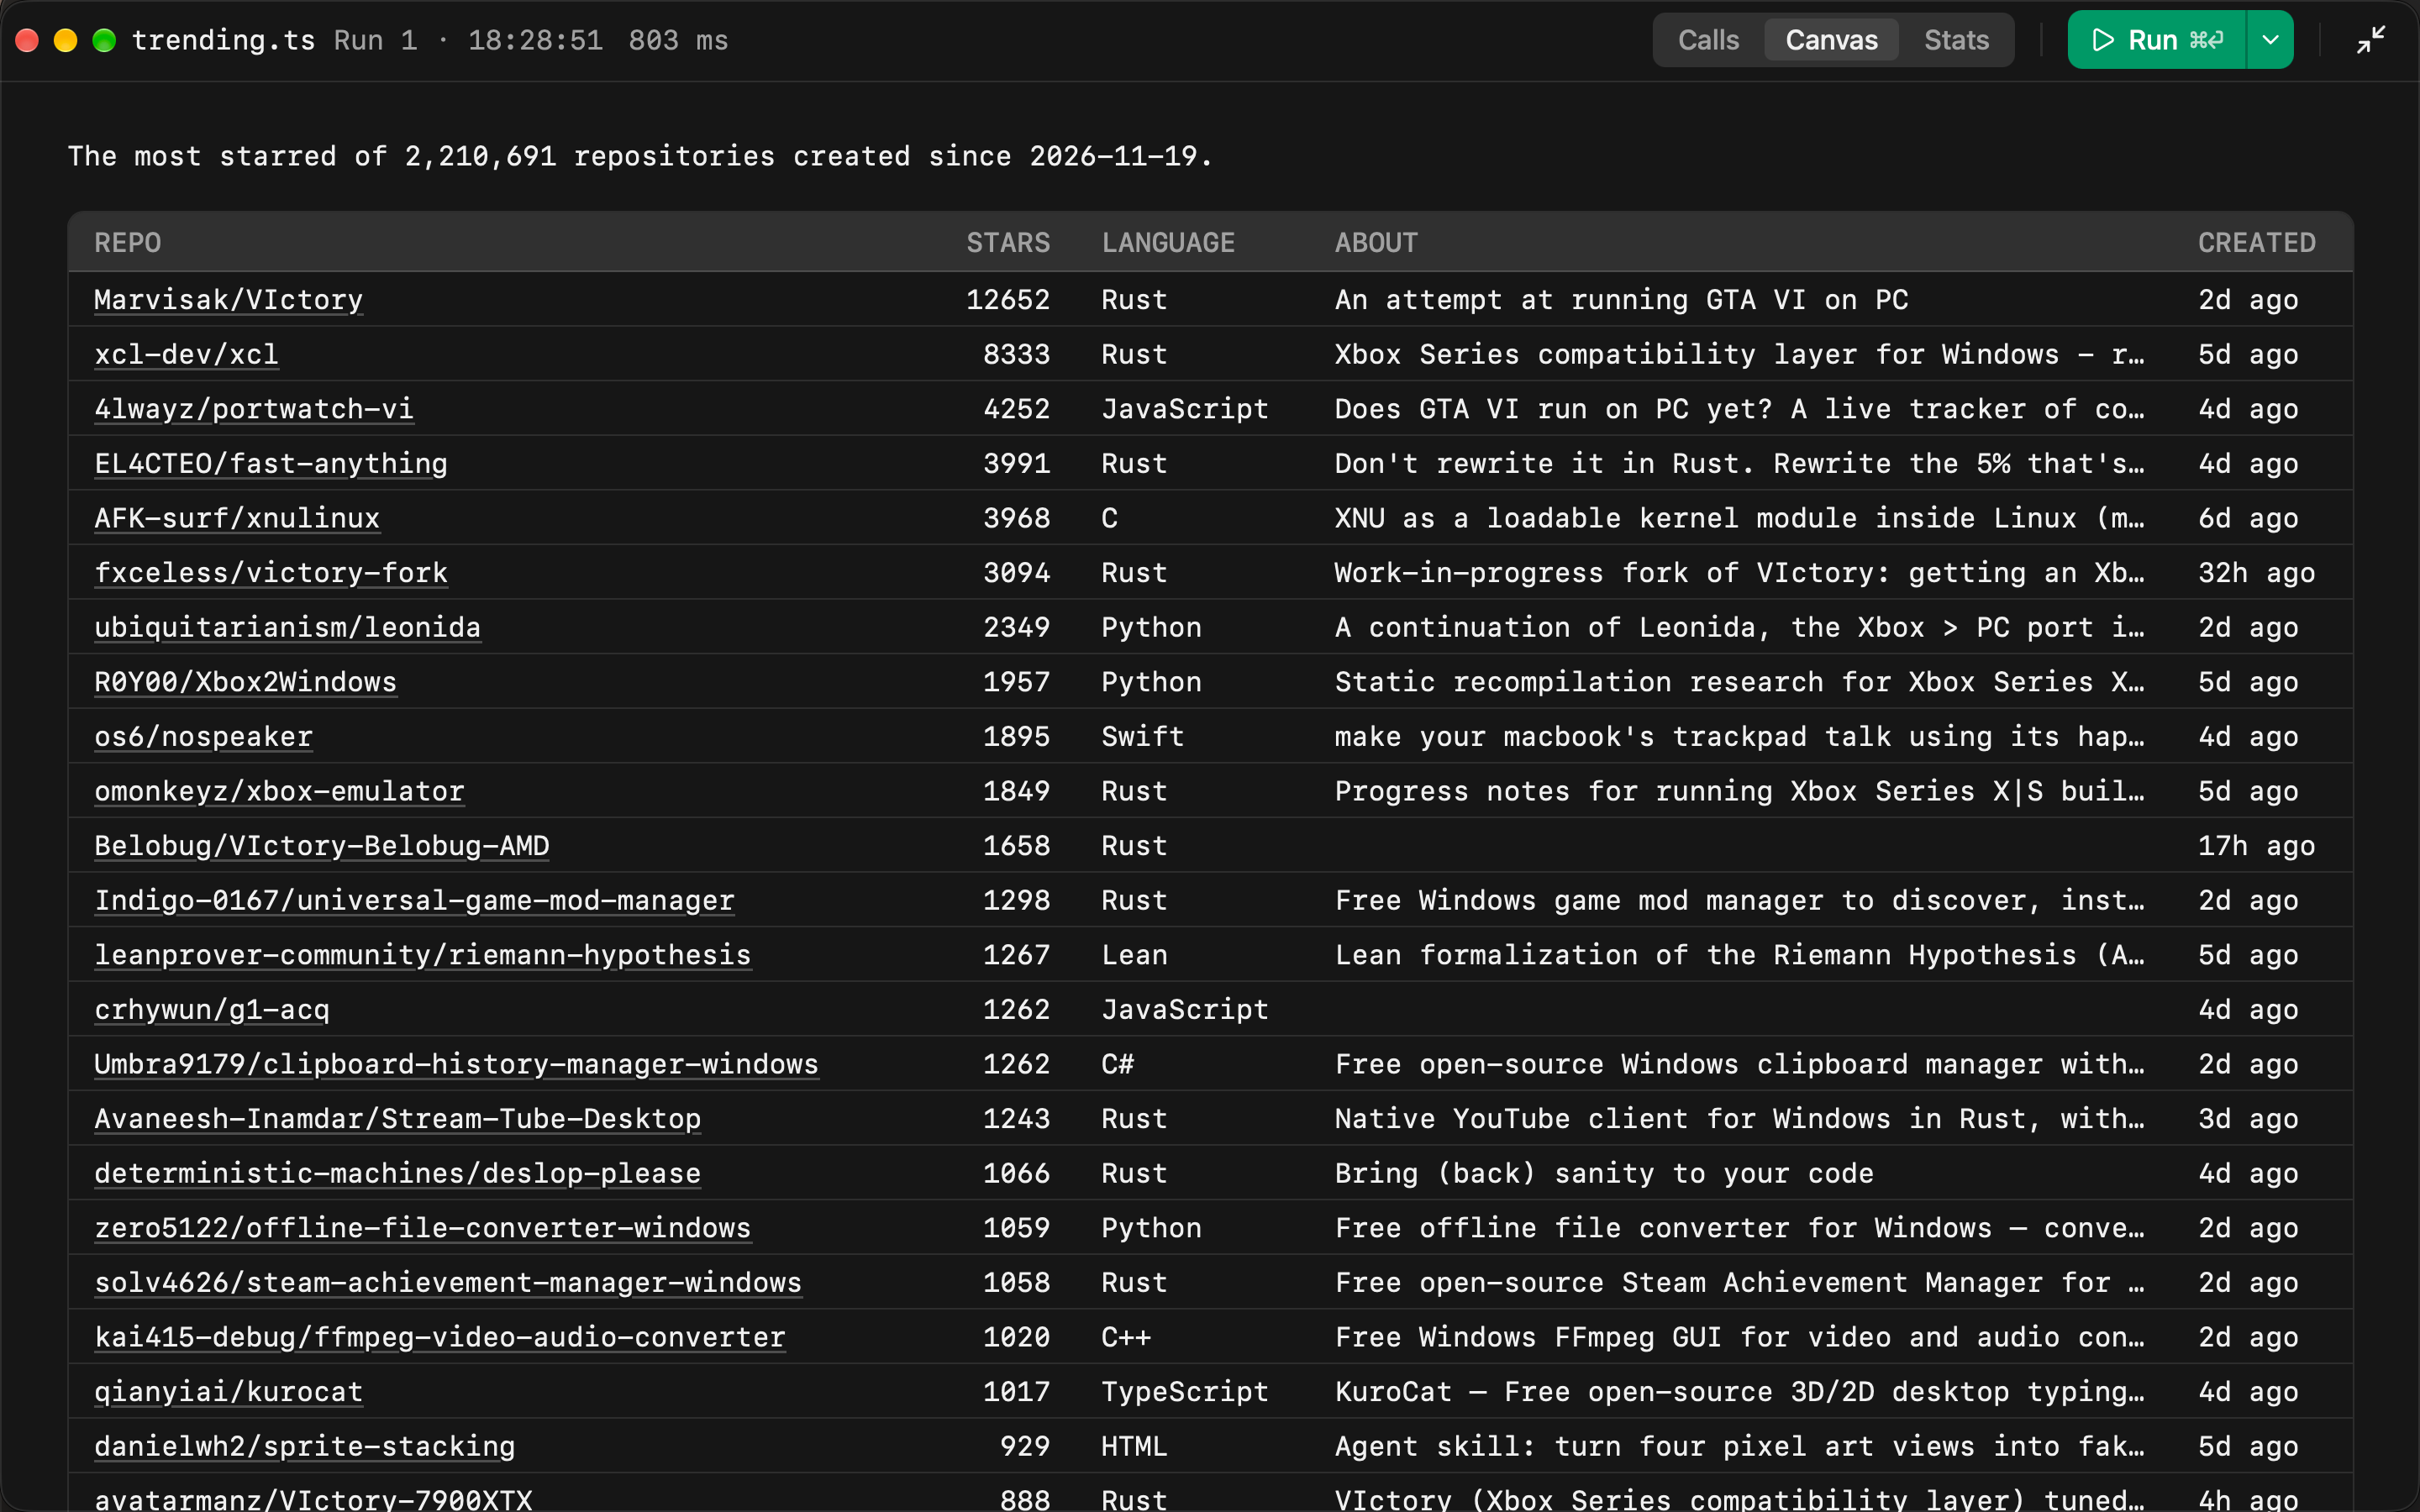 trending.ts Run 1 · 18:28:51 803 ms Calls Canvas Stats Run ⌘⏎
The most starred of 2,210,691 repositories created since 2026-11-19.
REPO STARS LANGUAGE ABOUT CREATED
Marvisak/VIctory 12652 Rust An attempt at running GTA VI on PC 2d ago
xcl-dev/xcl 8333 Rust Xbox Series compatibility layer for Windows – r… 5d ago
4lwayz/portwatch-vi 4252 JavaScript Does GTA VI run on PC yet? A live tracker of co… 4d ago
EL4CTEO/fast-anything 3991 Rust Don't rewrite it in Rust. Rewrite the 5% that's… 4d ago
AFK-surf/xnulinux 3968 C XNU as a loadable kernel module inside Linux (m… 6d ago
fxceless/victory-fork 3094 Rust Work-in-progress fork of VIctory: getting an Xb… 32h ago
ubiquitarianism/leonida 2349 Python A continuation of Leonida, the Xbox > PC port i… 2d ago
R0Y00/Xbox2Windows 1957 Python Static recompilation research for Xbox Series X… 5d ago
os6/nospeaker 1895 Swift make your macbook's trackpad talk using its hap… 4d ago
omonkeyz/xbox-emulator 1849 Rust Progress notes for running Xbox Series X|S buil… 5d ago
Belobug/VIctory-Belobug-AMD 1658 Rust 17h ago
Indigo-0167/universal-game-mod-manager 1298 Rust Free Windows game mod manager to discover, inst… 2d ago
leanprover-community/riemann-hypothesis 1267 Lean Lean formalization of the Riemann Hypothesis (A… 5d ago
crhywun/g1-acq 1262 JavaScript 4d ago
Umbra9179/clipboard-history-manager-windows 1262 C# Free open-source Windows clipboard manager with… 2d ago
Avaneesh-Inamdar/Stream-Tube-Desktop 1243 Rust Native YouTube client for Windows in Rust, with… 3d ago
deterministic-machines/deslop-please 1066 Rust Bring (back) sanity to your code 4d ago
zero5122/offline-file-converter-windows 1059 Python Free offline file converter for Windows — conve… 2d ago
solv4626/steam-achievement-manager-windows 1058 Rust Free open-source Steam Achievement Manager for … 2d ago
kai415-debug/ffmpeg-video-audio-converter 1020 C++ Free Windows FFmpeg GUI for video and audio con… 2d ago
qianyiai/kurocat 1017 TypeScript KuroCat — Free open-source 3D/2D desktop typing… 4d ago
danielwh2/sprite-stacking 929 HTML Agent skill: turn four pixel art views into fak… 5d ago
avatarmanz/VIctory-7900XTX 888 Rust VIctory (Xbox Series compatibility layer) tuned… 4h ago